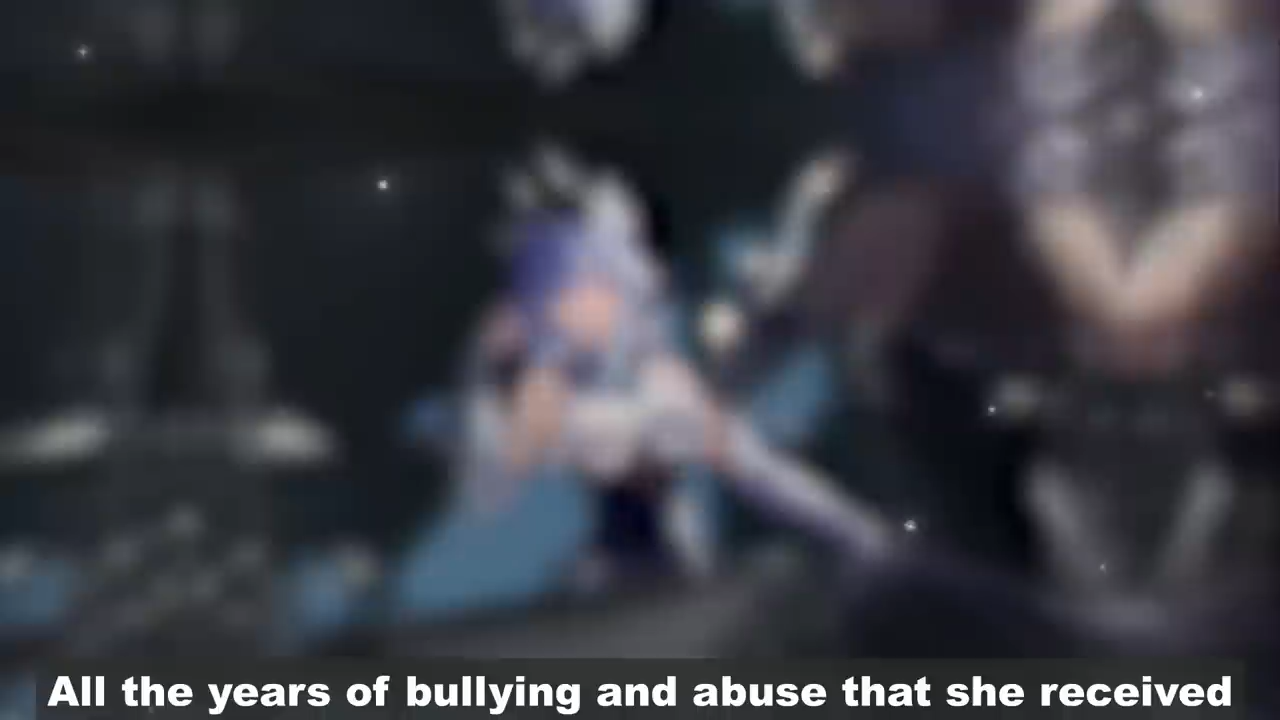 All the years of bullying and abuse that she received